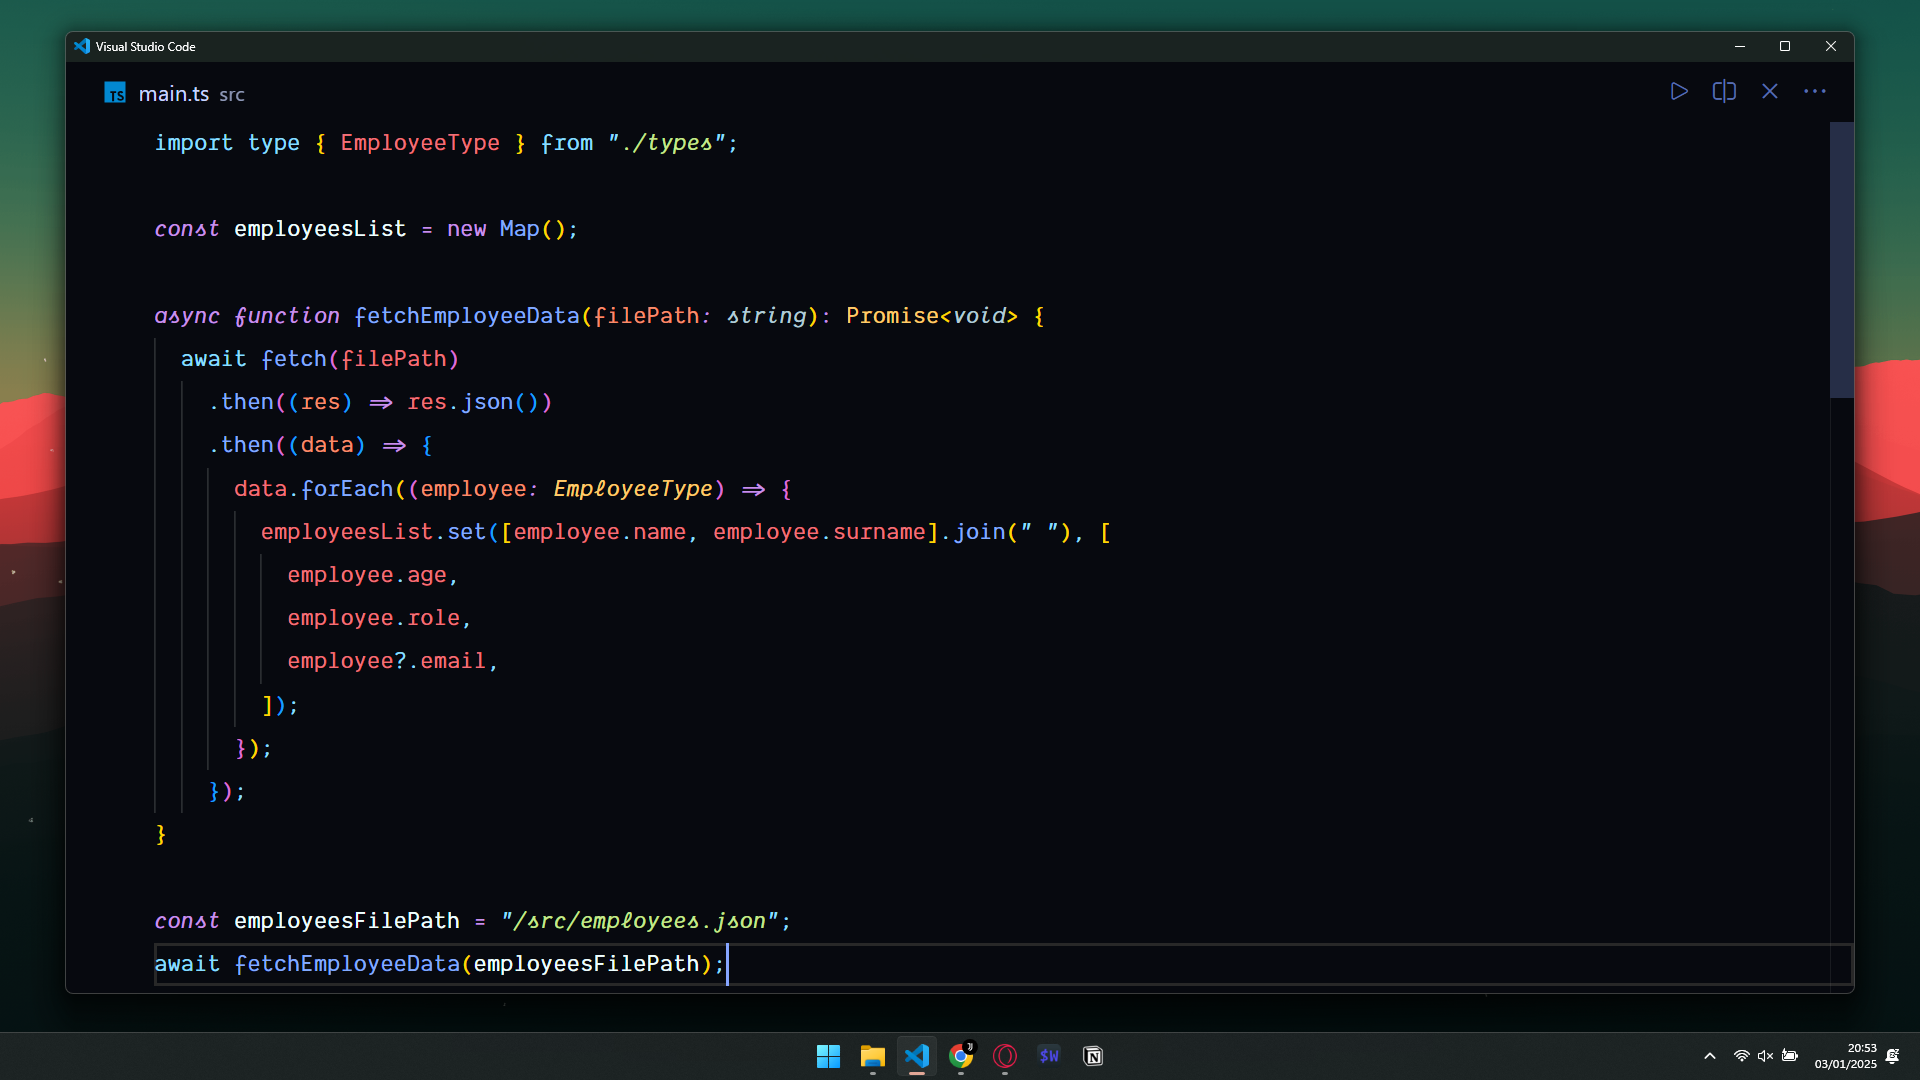 Visual Studio Code
TS main.ts src
import type { EmployeeType } from "./types";
const employeesList = new Map();
async function fetchEmployeeData(filePath: string): Promise<void> {
await fetch(filePath)
.then((res) => res.json())
.then((data) => {
data.forEach((employee: EmployeeType) => {
employeesList.set([employee.name, employee.surname].join(" "), [
employee.age,
employee.role,
employee?.email,
]);
});
});
}
const employeesFilePath = "/src/employees.json";
await fetchEmployeeData(employeesFilePath);
$W
N
20:53
03/01/2025